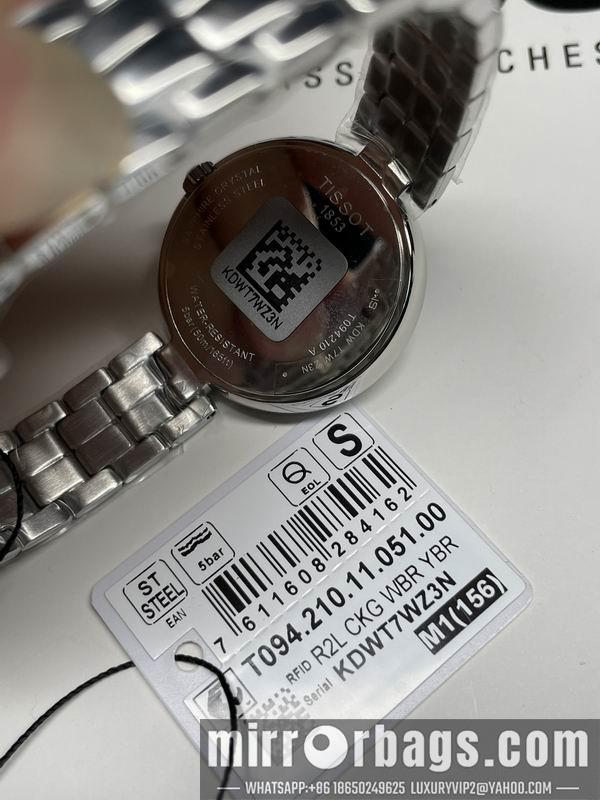 SS
CHES
SAPPHIRE CRYSTAL
STAINLESS STEEL
TISSOT
1853
KDWT7WZ3N
WATER-RESISTANT
5bar (50m/165ft)
T094210 A
S
EOL
5bar
ST
STEEL
EAN
7 611608 284162
T094.210.11.051.00
RFID R2L CKG WBR YBR
Serial KDWT7WZ3N
M1(156)
mirrorbags.com
WHATSAPP:+86 18650249625 LUXURYVIP2@YAHOO.COM